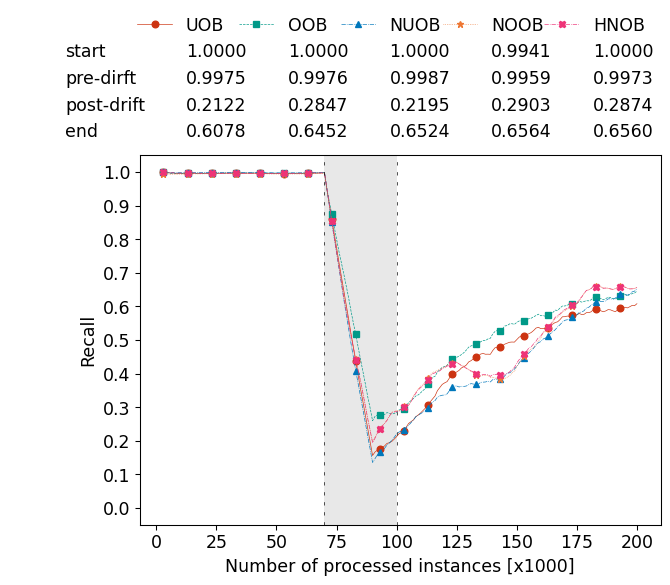 UOB OOB NUOB NOOB HNOB
start 1.0000 1.0000 1.0000 0.9941 1.0000
pre-dirft 0.9975 0.9976 0.9987 0.9959 0.9973
post-drift 0.2122 0.2847 0.2195 0.2903 0.2874
end 0.6078 0.6452 0.6524 0.6564 0.6560
1.0
0.9
0.8
0.7
0.6
0.5
0.4
0.3
0.2
0.1
0.0
Recall
0 25 50 75 100 125 150 175 200
Number of processed instances [x1000]